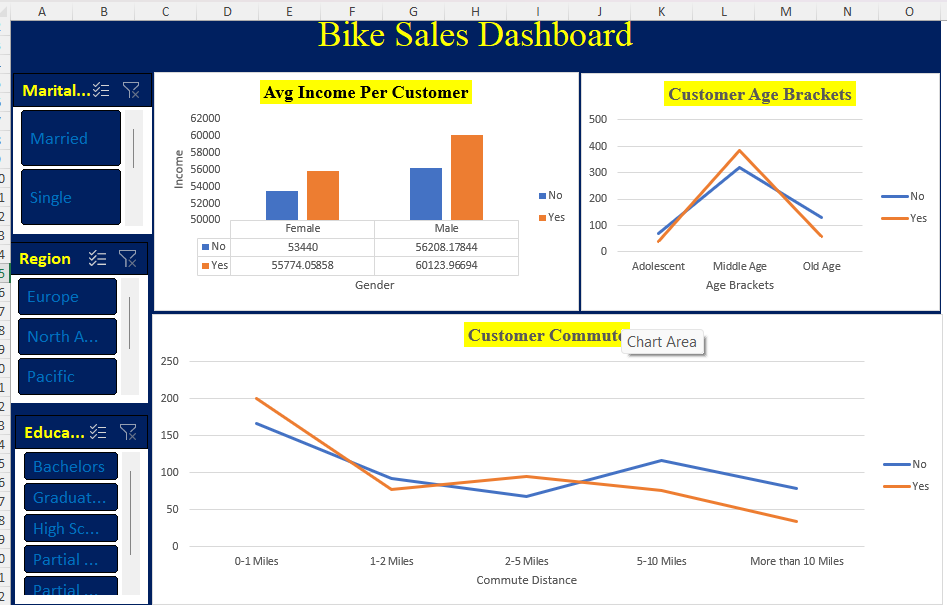 A B C D E F G H I J K L M N O
Bike Sales Dashboard
Marital...
Married
Single
Region
Europe
North A...
Pacific
Educa...
Bachelors
Graduat...
High Sc...
Partial ...
Partial
Avg Income Per Customer
62000
60000
58000
56000
54000
52000
50000
Income
Female Male
No 53440 56208.17844
Yes 55774.05858 60123.96694
Gender
No
Yes
Customer Age Brackets
500
400
300
200
100
0
Adolescent Middle Age Old Age
Age Brackets
No
Yes
Customer Commute
Chart Area
250
200
150
100
50
0
0-1 Miles 1-2 Miles 2-5 Miles 5-10 Miles More than 10 Miles
Commute Distance
No
Yes